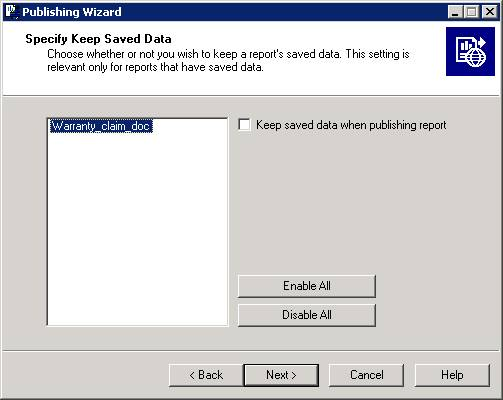 Publishing Wizard
Specify Keep Saved Data
Choose whether or not you wish to keep a report's saved data. This setting is
relevant only for reports that have saved data.
Warranty_claim_doc
Keep saved data when publishing report
Enable All
Disable All
< Back
Next >
Cancel
Help